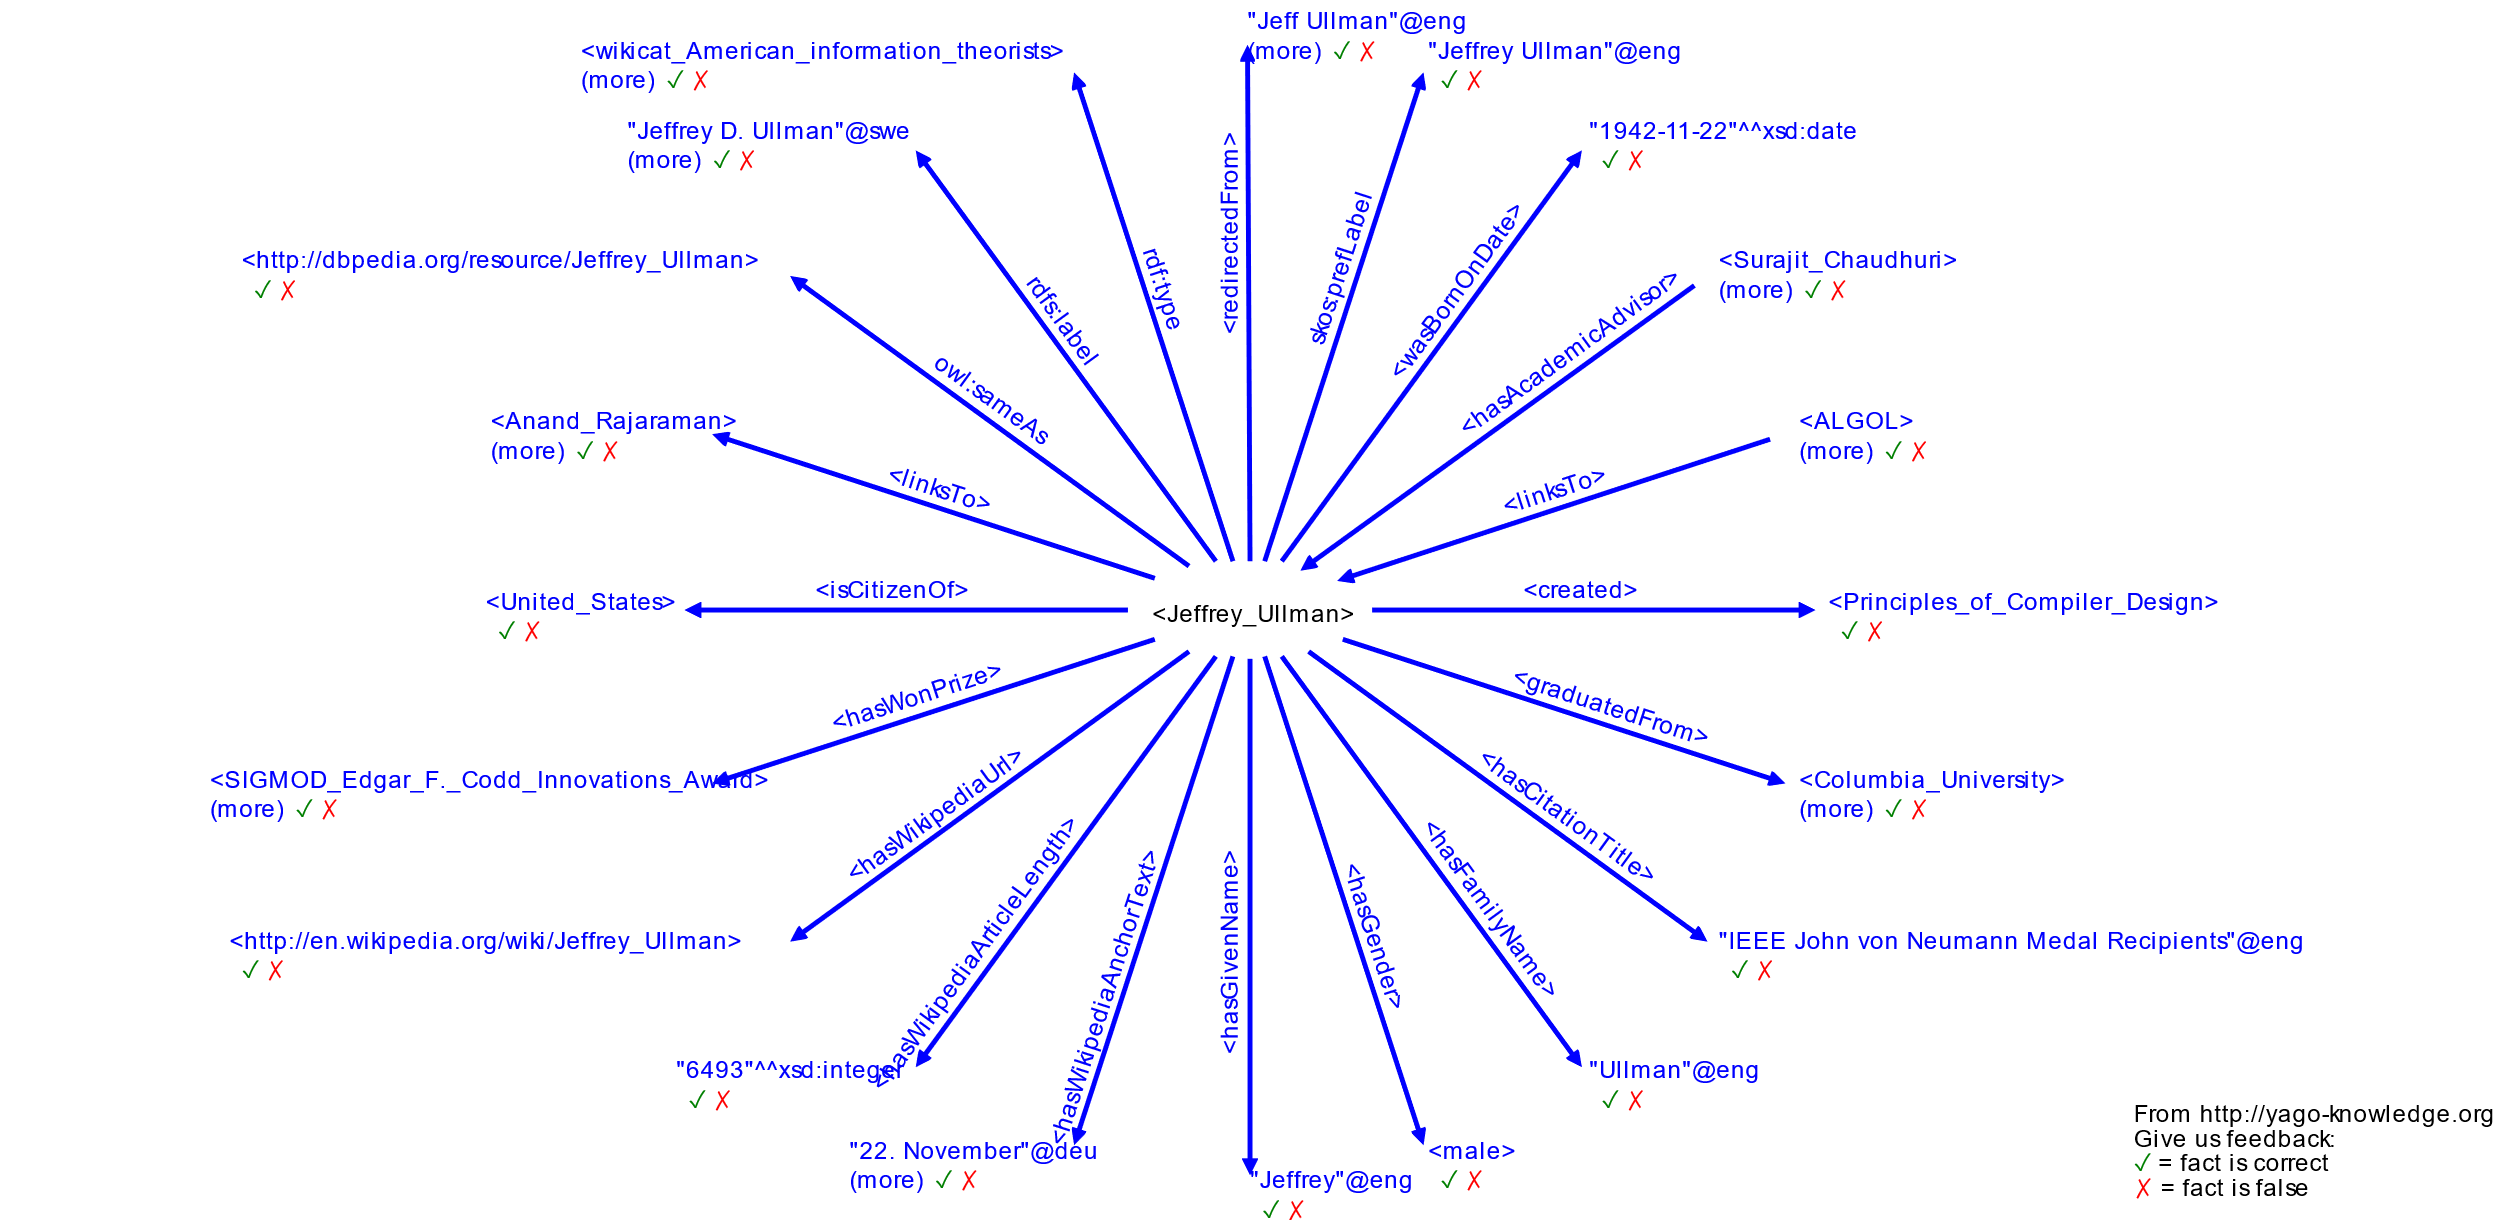 "Jeff Ullman"@eng
(more) ✓ ✗
<wikicat_American_information_theorists>
(more) ✓ ✗
"Jeffrey Ullman"@eng
✓ ✗
"Jeffrey D. Ullman"@swe
(more) ✓ ✗
"1942-11-22"^^xsd:date
✓ ✗
<redirectedFrom>
rdf:type
skos:prefLabel
rdfs:label
<wasBornOnDate>
<http://dbpedia.org/resource/Jeffrey_Ullman>
✓ ✗
owl:sameAs
<hasAcademicAdvisor>
<Surajit_Chaudhuri>
(more) ✓ ✗
<Anand_Rajaraman>
(more) ✓ ✗
<linksTo>
<linksTo>
<ALGOL>
(more) ✓ ✗
<United_States>
✓ ✗
<isCitizenOf>
<Jeffrey_Ullman>
<created>
<Principles_of_Compiler_Design>
✓ ✗
<hasWonPrize>
<graduatedFrom>
<SIGMOD_Edgar_F._Codd_Innovations_Award>
(more) ✓ ✗
<Columbia_University>
(more) ✓ ✗
<hasWikipediaUrl>
<hasCitationTitle>
<http://en.wikipedia.org/wiki/Jeffrey_Ullman>
✓ ✗
<hasWikipediaArticleLength>
<hasWikipediaAnchorText>
<hasGivenName>
<hasGender>
<hasFamilyName>
"IEEE John von Neumann Medal Recipients"@eng
✓ ✗
"6493"^^xsd:integer
✓ ✗
"Ullman"@eng
✓ ✗
"22. November"@deu
(more) ✓ ✗
"Jeffrey"@eng
✓ ✗
<male>
✓ ✗
From http://yago-knowledge.org
Give us feedback:
✓ = fact is correct
✗ = fact is false